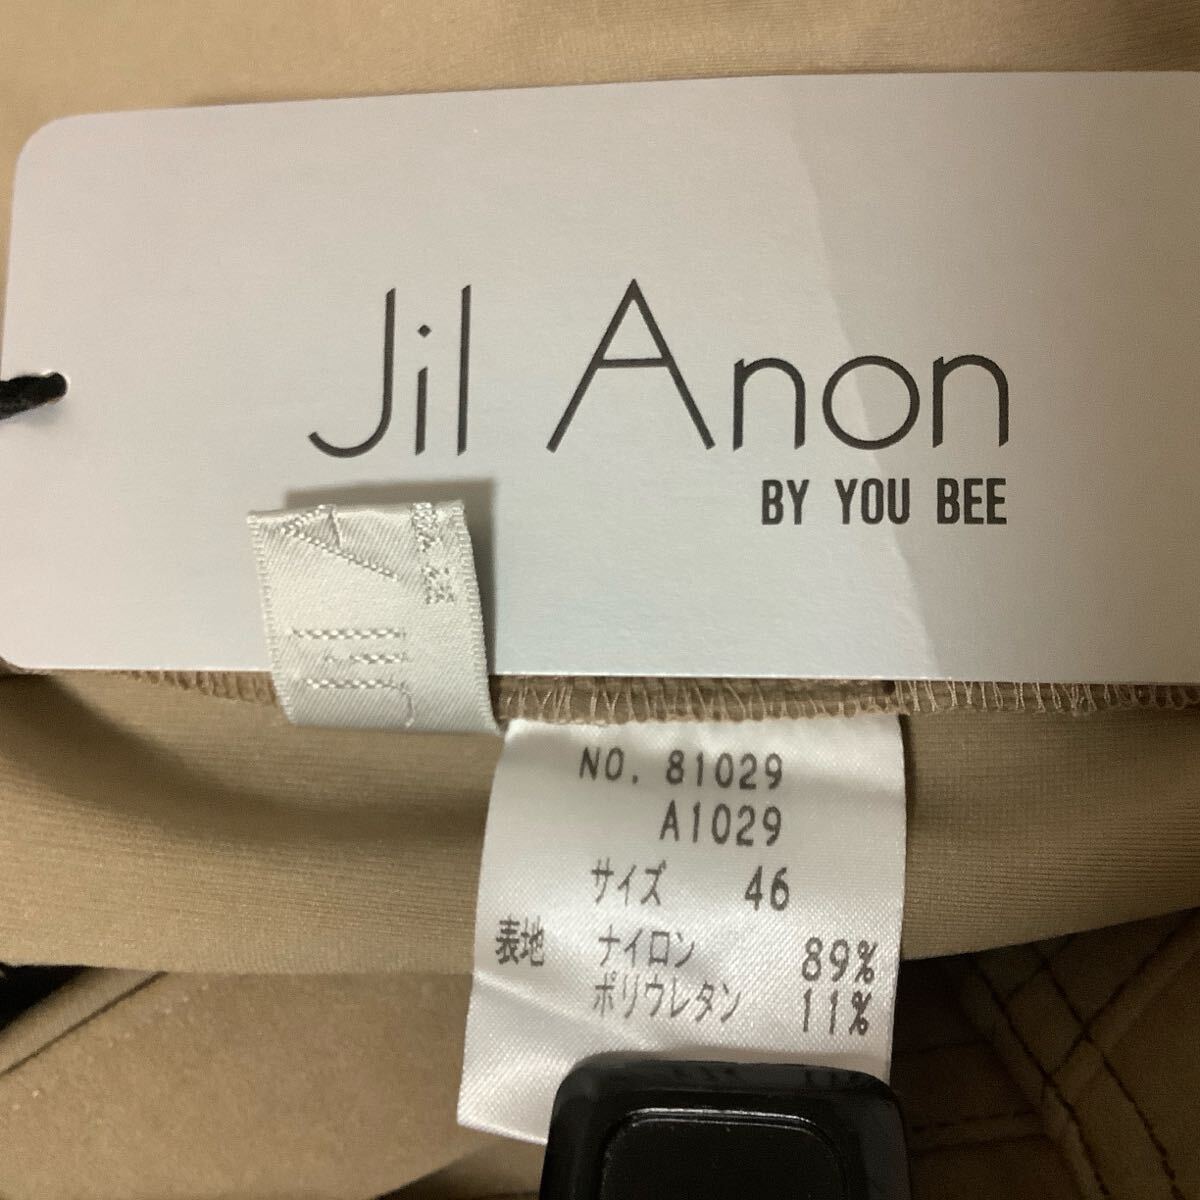 Jil Anon
BY YOU BEE
NO. 81029
A1029
サイズ 46
表地 ナイロン 89%
ポリウレタン 11%